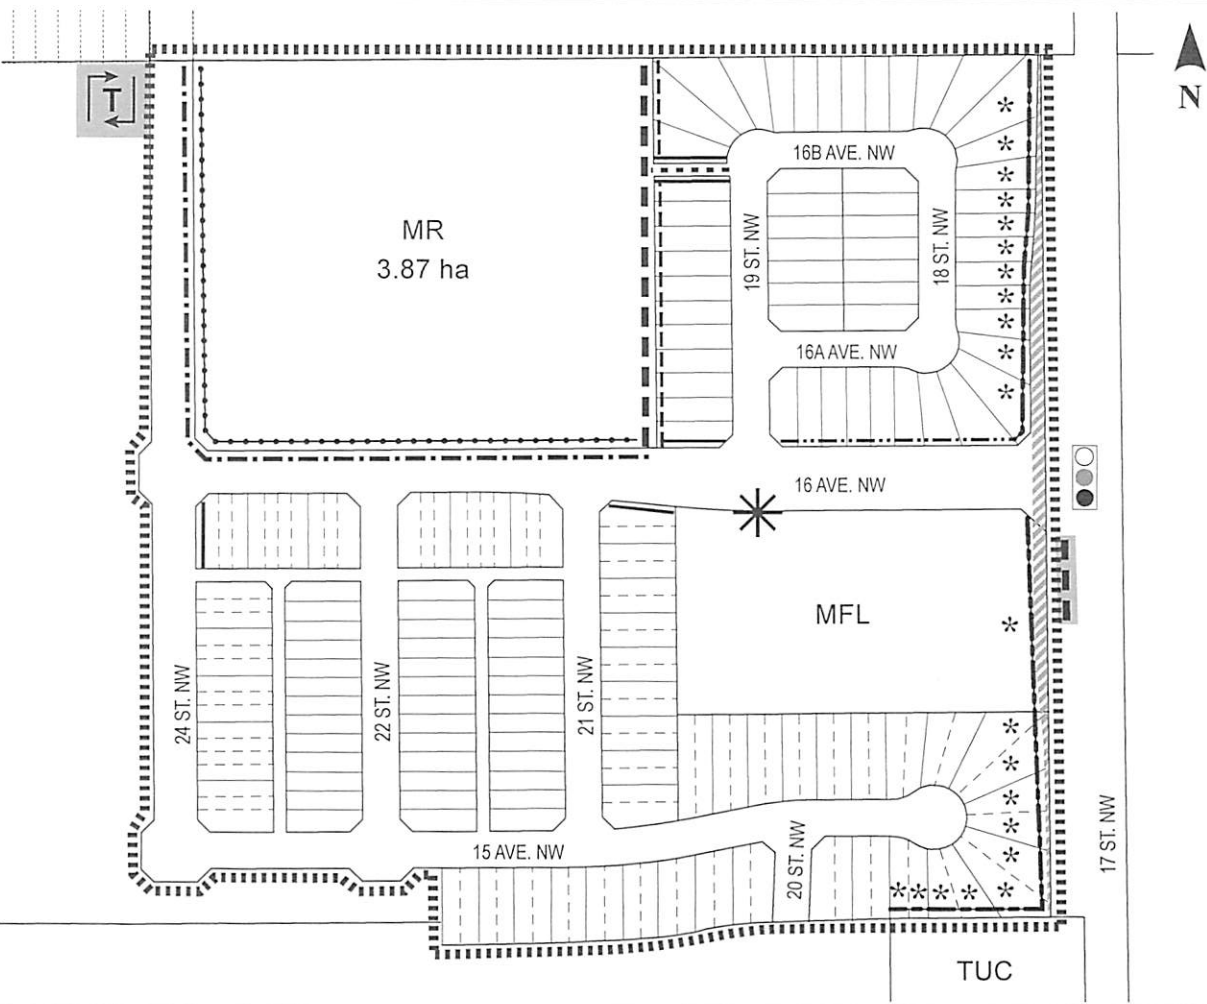 N
T
16B AVE. NW
MR
3.87 ha
19 ST. NW
18 ST. NW
16A AVE. NW
16 AVE. NW
MFL
24 ST. NW
22 ST. NW
21 ST. NW
15 AVE. NW
20 ST. NW
17 ST. NW
TUC